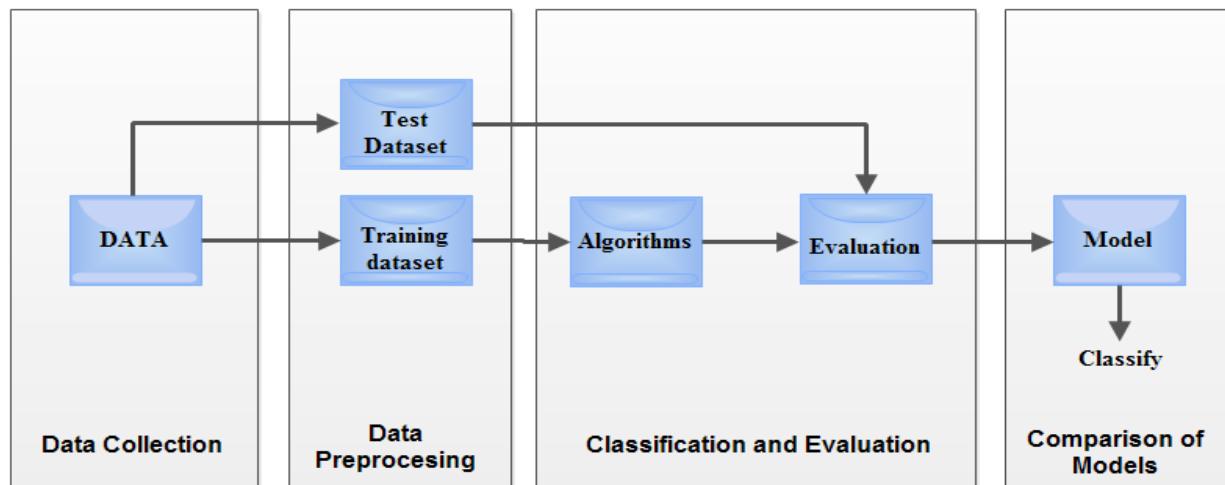 Test
Dataset
DATA
Training
dataset
Algorithms
Evaluation
Model
Classify
Data Collection
Data
Preprocesing
Classification and Evaluation
Comparison of
Models